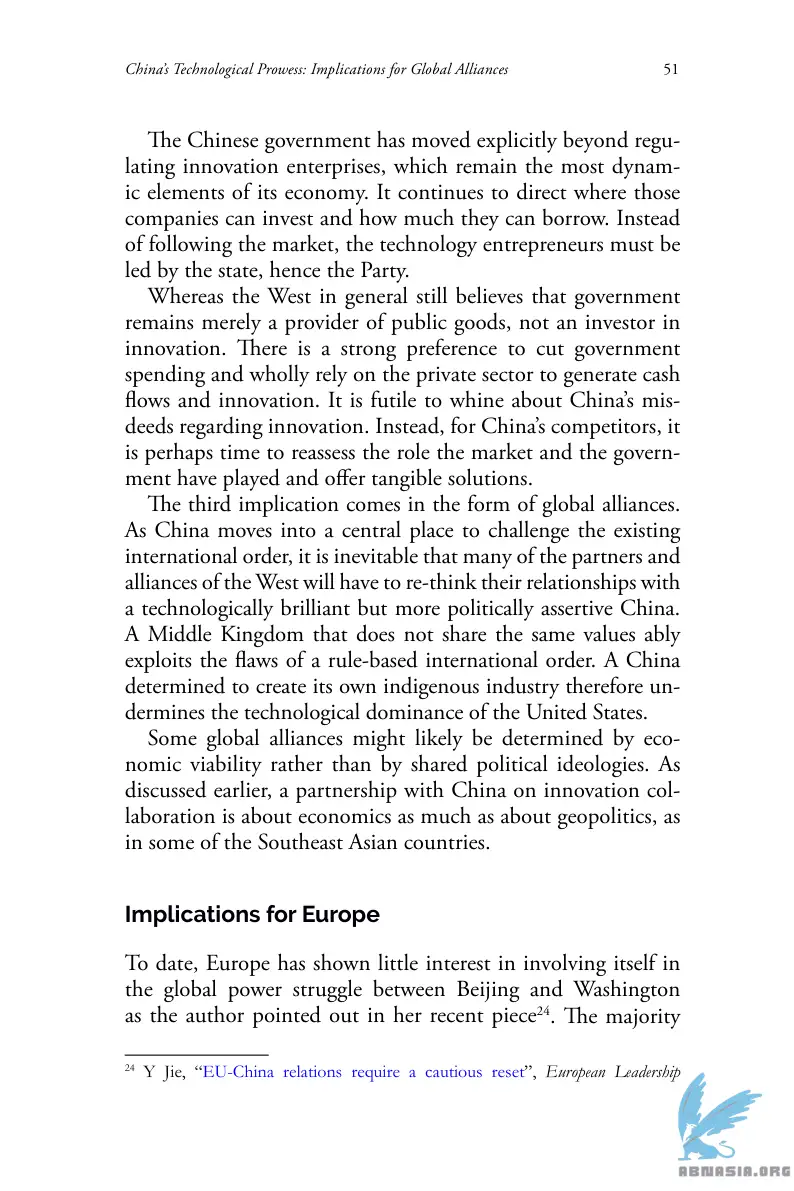 China's Technological Prowess: Implications for Global Alliances 51
The Chinese government has moved explicitly beyond regu-
lating innovation enterprises, which remain the most dynam-
ic elements of its economy. It continues to direct where those
companies can invest and how much they can borrow. Instead
of following the market, the technology entrepreneurs must be
led by the state, hence the Party.
Whereas the West in general still believes that government
remains merely a provider of public goods, not an investor in
innovation. There is a strong preference to cut government
spending and wholly rely on the private sector to generate cash
flows and innovation. It is futile to whine about China's mis-
deeds regarding innovation. Instead, for China's competitors, it
is perhaps time to reassess the role the market and the govern-
ment have played and offer tangible solutions.
The third implication comes in the form of global alliances.
As China moves into a central place to challenge the existing
international order, it is inevitable that many of the partners and
alliances of the West will have to re-think their relationships with
a technologically brilliant but more politically assertive China.
A Middle Kingdom that does not share the same values ably
exploits the flaws of a rule-based international order. A China
determined to create its own indigenous industry therefore un-
dermines the technological dominance of the United States.
Some global alliances might likely be determined by eco-
nomic viability rather than by shared political ideologies. As
discussed earlier, a partnership with China on innovation col-
laboration is about economics as much as about geopolitics, as
in some of the Southeast Asian countries.
Implications for Europe
To date, Europe has shown little interest in involving itself in
the global power struggle between Beijing and Washington
as the author pointed out in her recent piece24. The majority
24 Y Jie, “EU-China relations require a cautious reset”, European Leadership
ABNASIA.ORG